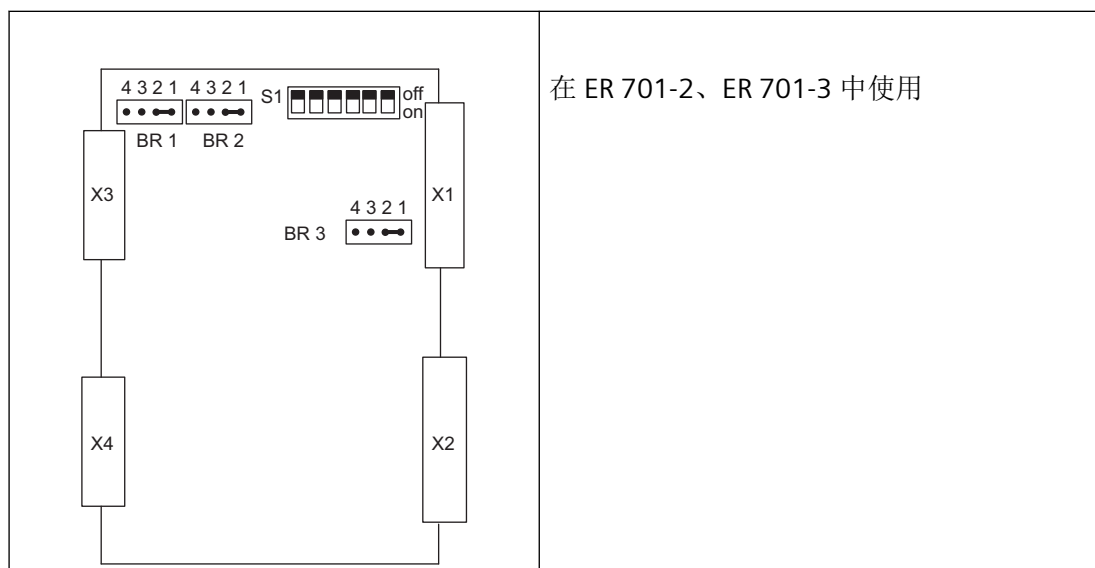 4 3 2 1 4 3 2 1
S1 off
on
BR 1 BR 2
X3
X1
4 3 2 1
BR 3
X4
X2
在 ER 701-2、ER 701-3 中使用